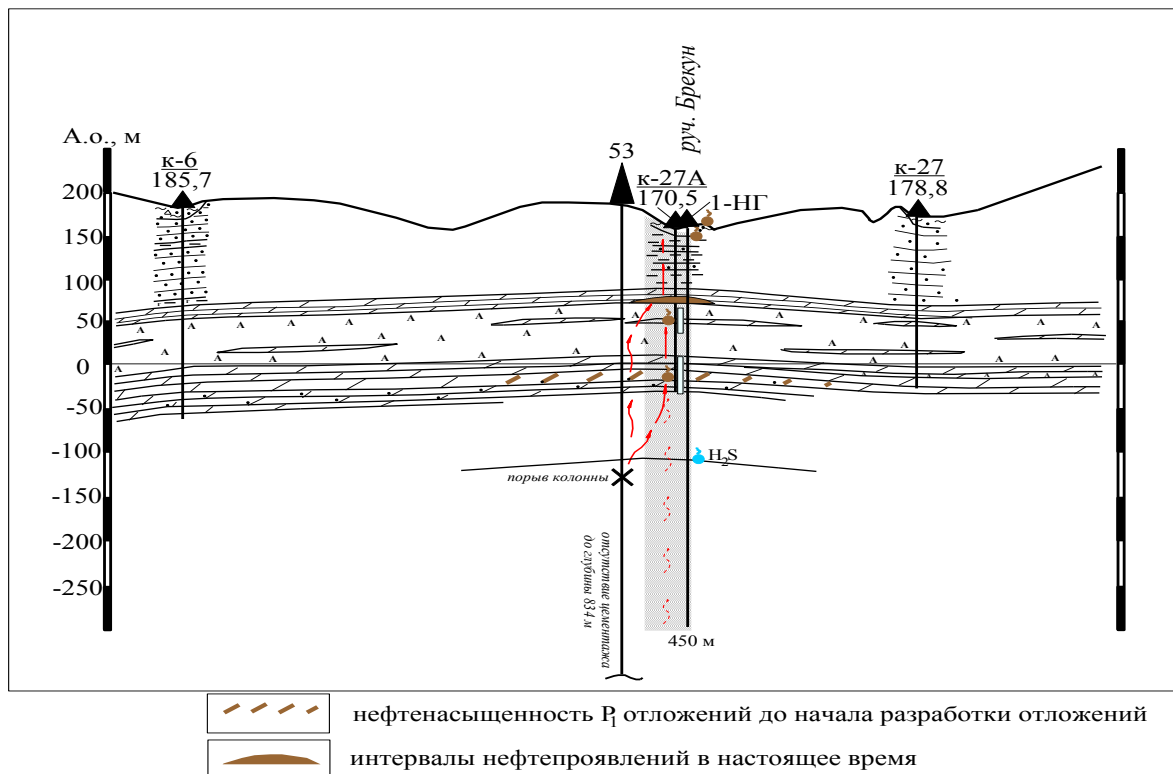 руч. Брекун
А.о., м
к-6
185,7
53
к-27А
170,5
1-НГ
к-27
178,8
200
150
100
50
0
-50
-100
-150
-200
-250
А А А А А А А А А А А А А А А А А А А А А А А А А А А А А А
H₂S
порыв колонны
отсутствие цементажа
до глубины 834 м
450 м
нефтенасыщенность P₁ отложений до начала разработки отложений
интервалы нефтепроявлений в настоящее время